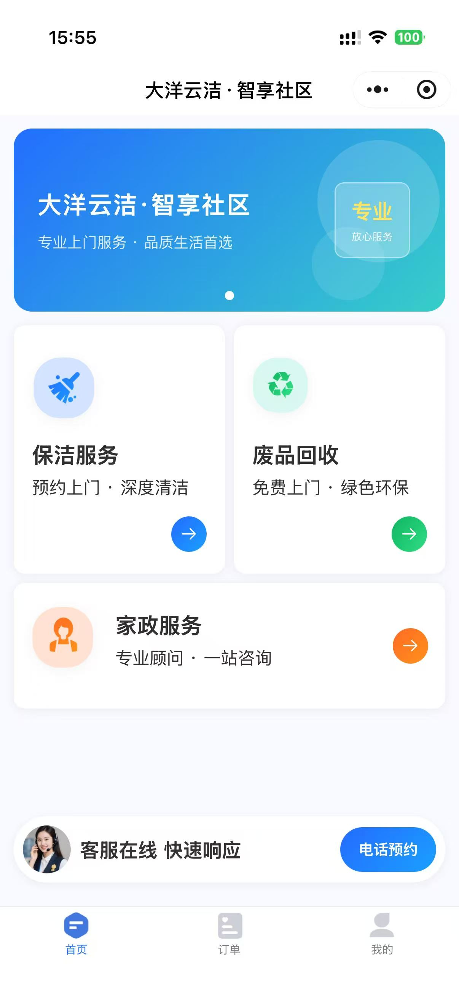 15:55
100
大洋云洁 · 智享社区
大洋云洁·智享社区
专业上门服务 · 品质生活首选
专业
放心服务
保洁服务
预约上门 · 深度清洁
废品回收
免费上门 · 绿色环保
家政服务
专业顾问 · 一站咨询
客服在线 快速响应
电话预约
首页
订单
我的